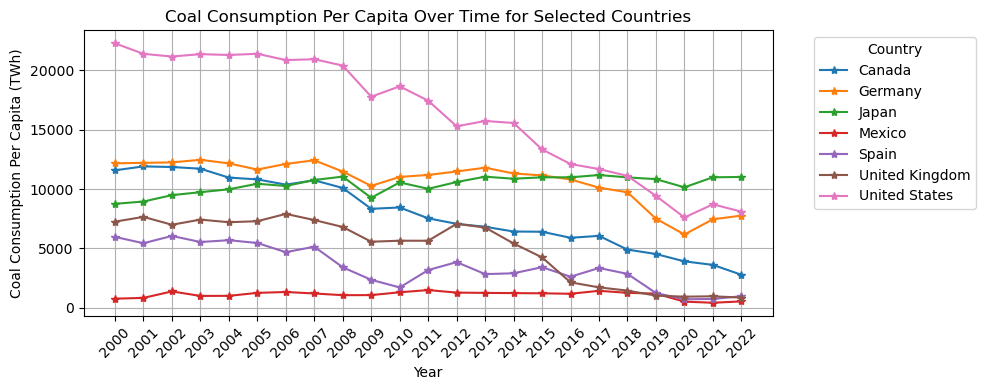 Coal Consumption Per Capita Over Time for Selected Countries
Coal Consumption Per Capita (TWh)
20000
15000
10000
5000
0
2000
2001
2002
2003
2004
2005
2006
2007
2008
2009
2010
2011
2012
2013
2014
2015
2016
2017
2018
2019
2020
2021
2022
Year
Country
Canada
Germany
Japan
Mexico
Spain
United Kingdom
United States